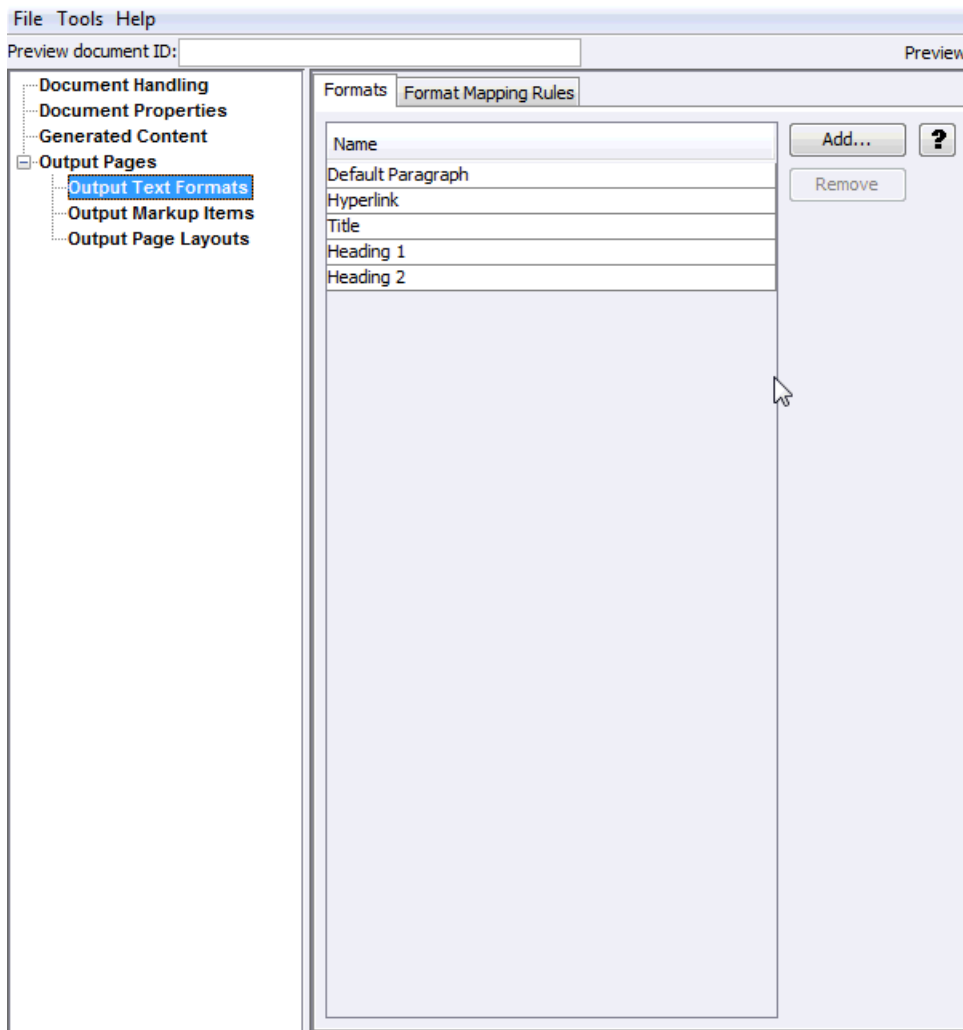 File Tools Help
Preview document ID:
Preview
Document Handling
Document Properties
Generated Content
Output Pages
Output Text Formats
Output Markup Items
Output Page Layouts
Formats
Format Mapping Rules
Name
Default Paragraph
Hyperlink
Title
Heading 1
Heading 2
Add...
?
Remove